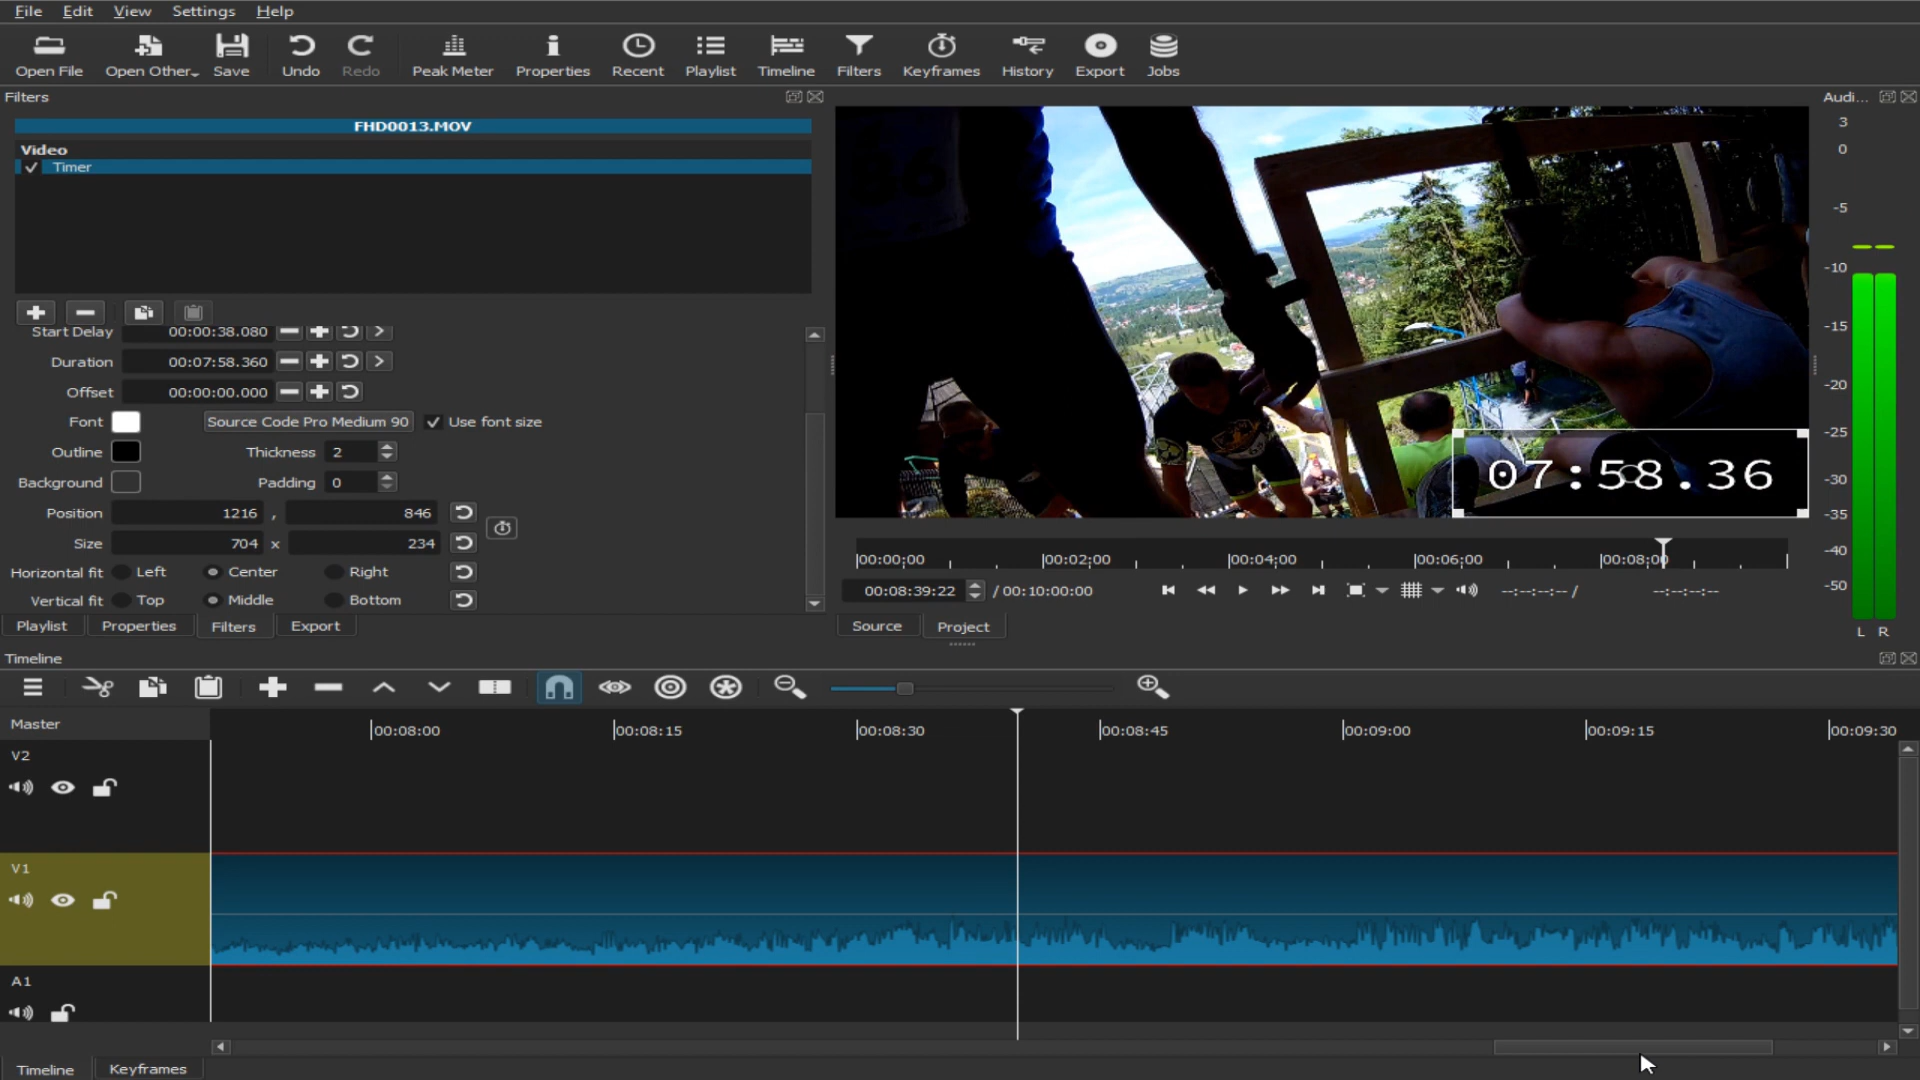 File Edit View Settings Help
Open File Open Other... Save Undo Redo Peak Meter Properties Recent Playlist Timeline Filters Keyframes History Export Jobs
Filters
FHD0013.MOV
Video
Timer
Start Delay 00:00:38.080
Duration 00:07:58.360
Offset 00:00:00.000
Font Source Code Pro Medium 90 Use font size
Outline Thickness 2
Background Padding 0
Position 1216 , 846
Size 704 x 234
Horizontal fit Left Center Right
Vertical fit Top Middle Bottom
Playlist Properties Filters Export
07:58.36
00:00:00 00:02:00 00:04:00 00:06:00 00:08:00
00:08:39:22 / 00:10:00:00 --:--:--:-- / --:--:--:--
Source Project
Audi...
3
0
-5
-10
-15
-20
-25
-30
-35
-40
-50
L R
Timeline
Master
00:08:00 00:08:15 00:08:30 00:08:45 00:09:00 00:09:15 00:09:30
V2
V1
A1
Timeline Keyframes